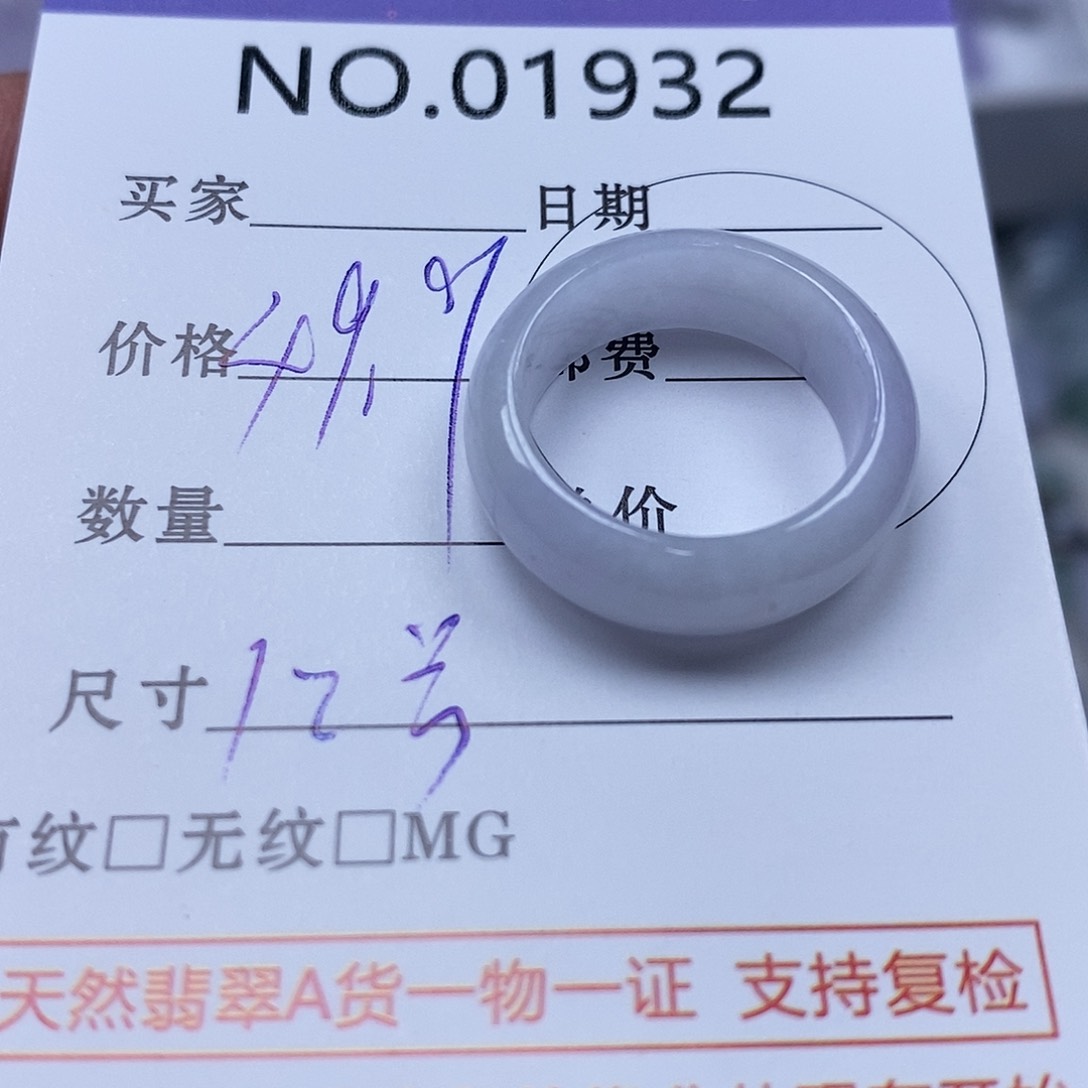 NO.01932
买家 日期
价格 49.9 费
数量 价
尺寸 12号
纹□无纹□MG
天然翡翠A货一物一证 支持复检